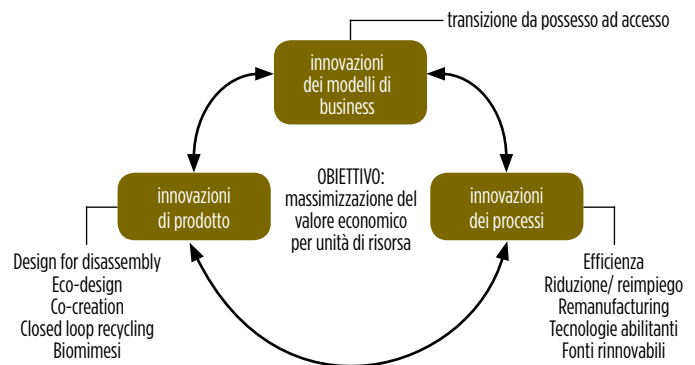 transizione da possesso ad accesso
innovazioni
dei modelli di
business
OBIETTIVO:
massimizzazione del
valore economico
per unità di risorsa
innovazioni
di prodotto
innovazioni
dei processi
Design for disassembly
Eco-design
Co-creation
Closed loop recycling
Biomimesi
Efficienza
Riduzione/ reimpiego
Remanufacturing
Tecnologie abilitanti
Fonti rinnovabili